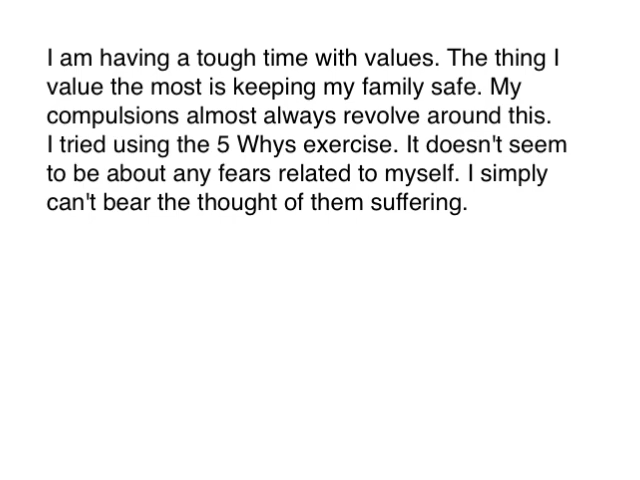 I am having a tough time with values. The thing I
value the most is keeping my family safe. My
compulsions almost always revolve around this.
I tried using the 5 Whys exercise. It doesn't seem
to be about any fears related to myself. I simply
can't bear the thought of them suffering.